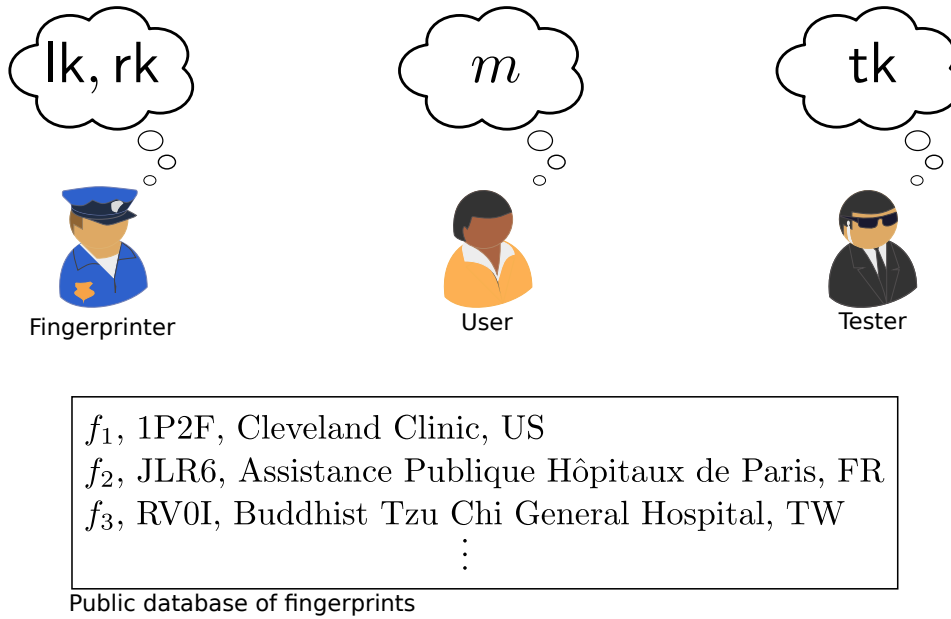 lk, rk
m
tk
Fingerprinter
User
Tester
f₁, 1P2F, Cleveland Clinic, US
f₂, JLR6, Assistance Publique Hôpitaux de Paris, FR
f₃, RV0I, Buddhist Tzu Chi General Hospital, TW
⋮
Public database of fingerprints